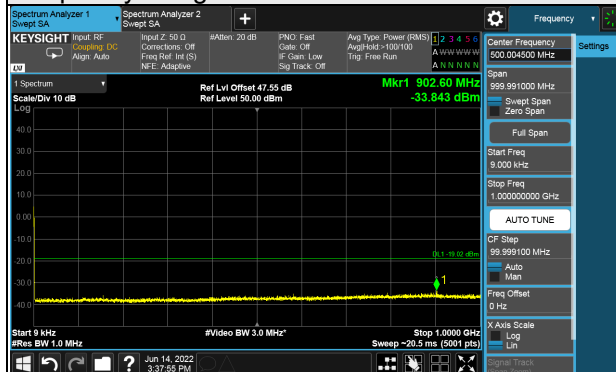 Spectrum Analyzer 1
Swept SA
Spectrum Analyzer 2
Swept SA
+
Frequency
KEYSIGHT
Input: RF
Coupling: DC
Align: Auto
Input Z: 50 Ω
Corrections: Off
Freq Ref: Int (S)
NFE: Adaptive
#Atten: 20 dB
PNO: Fast
Gate: Off
IF Gain: Low
Sig Track: Off
Avg Type: Power (RMS)
Avg|Hold:>100/100
Trig: Free Run
1 2 3 4 5 6
A W W W W W
A N N N N N
LXI
1 Spectrum
Scale/Div 10 dB
Log
Ref Lvl Offset 47.55 dB
Ref Level 50.00 dBm
Mkr1 902.60 MHz
-33.843 dBm
40.0
30.0
20.0
10.0
0.00
-10.0
-20.0
-30.0
-40.0
DL1 -19.02 dBm
1
Start 9 kHz
#Res BW 1.0 MHz
#Video BW 3.0 MHz*
Stop 1.0000 GHz
Sweep ~20.5 ms (5001 pts)
Jun 14, 2022
3:37:55 PM
?
Center Frequency
500.004500 MHz
Settings
Span
999.991000 MHz
Swept Span
Zero Span
Full Span
Start Freq
9.000 kHz
Stop Freq
1.000000000 GHz
AUTO TUNE
CF Step
99.999100 MHz
Auto
Man
Freq Offset
0 Hz
X Axis Scale
Log
Lin
Signal Track